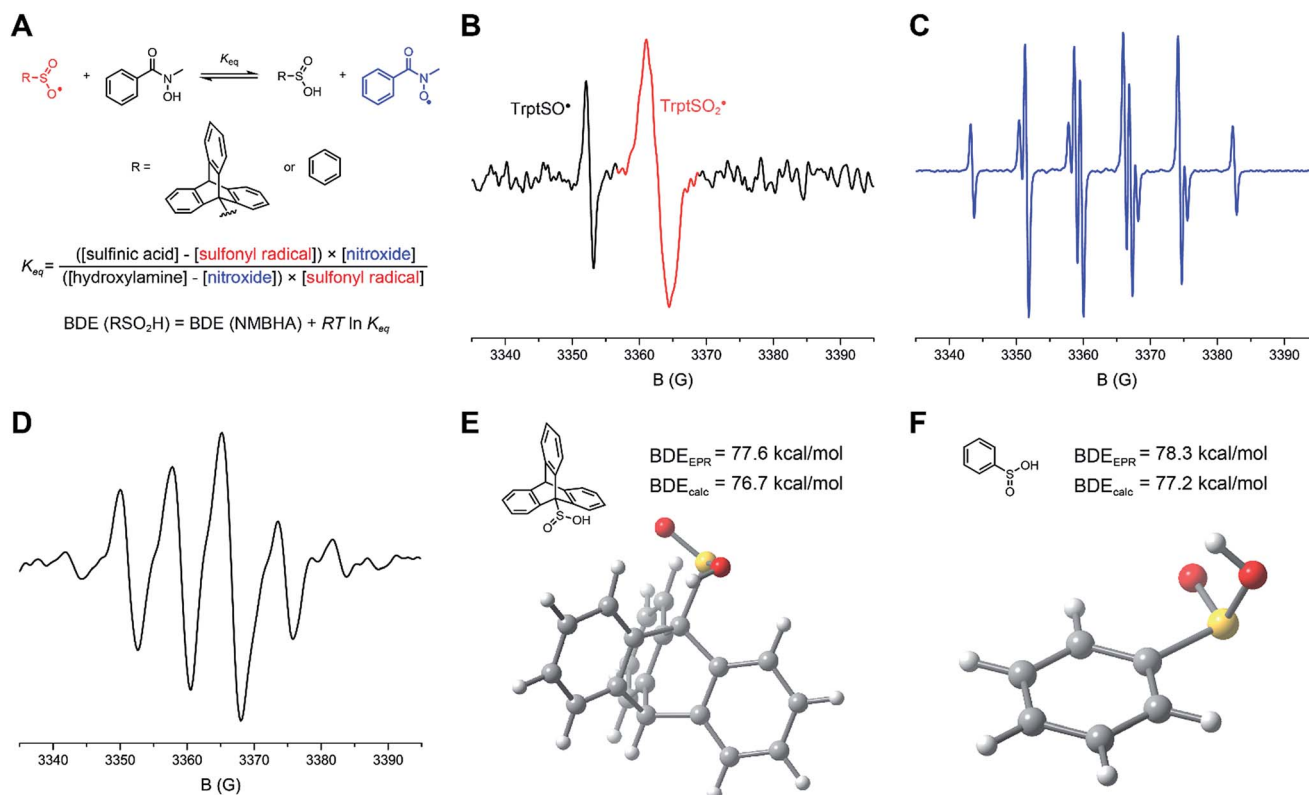 A
R S O O•
+
O N OH
Keq
O R S OH
+
O N O•
R = or
Keq = ([sulfinic acid] - [sulfonyl radical]) × [nitroxide]
([hydroxylamine] - [nitroxide]) × [sulfonyl radical]
BDE (RSO2H) = BDE (NMBHA) + RT ln Keq
B
TrptSO•
TrptSO2•
3340 3350 3360 3370 3380 3390
B (G)
C
3340 3350 3360 3370 3380 3390
B (G)
D
3340 3350 3360 3370 3380 3390
B (G)
E
O S OH
BDEEPR = 77.6 kcal/mol
BDEcalc = 76.7 kcal/mol
F
S OH
O
BDEEPR = 78.3 kcal/mol
BDEcalc = 77.2 kcal/mol